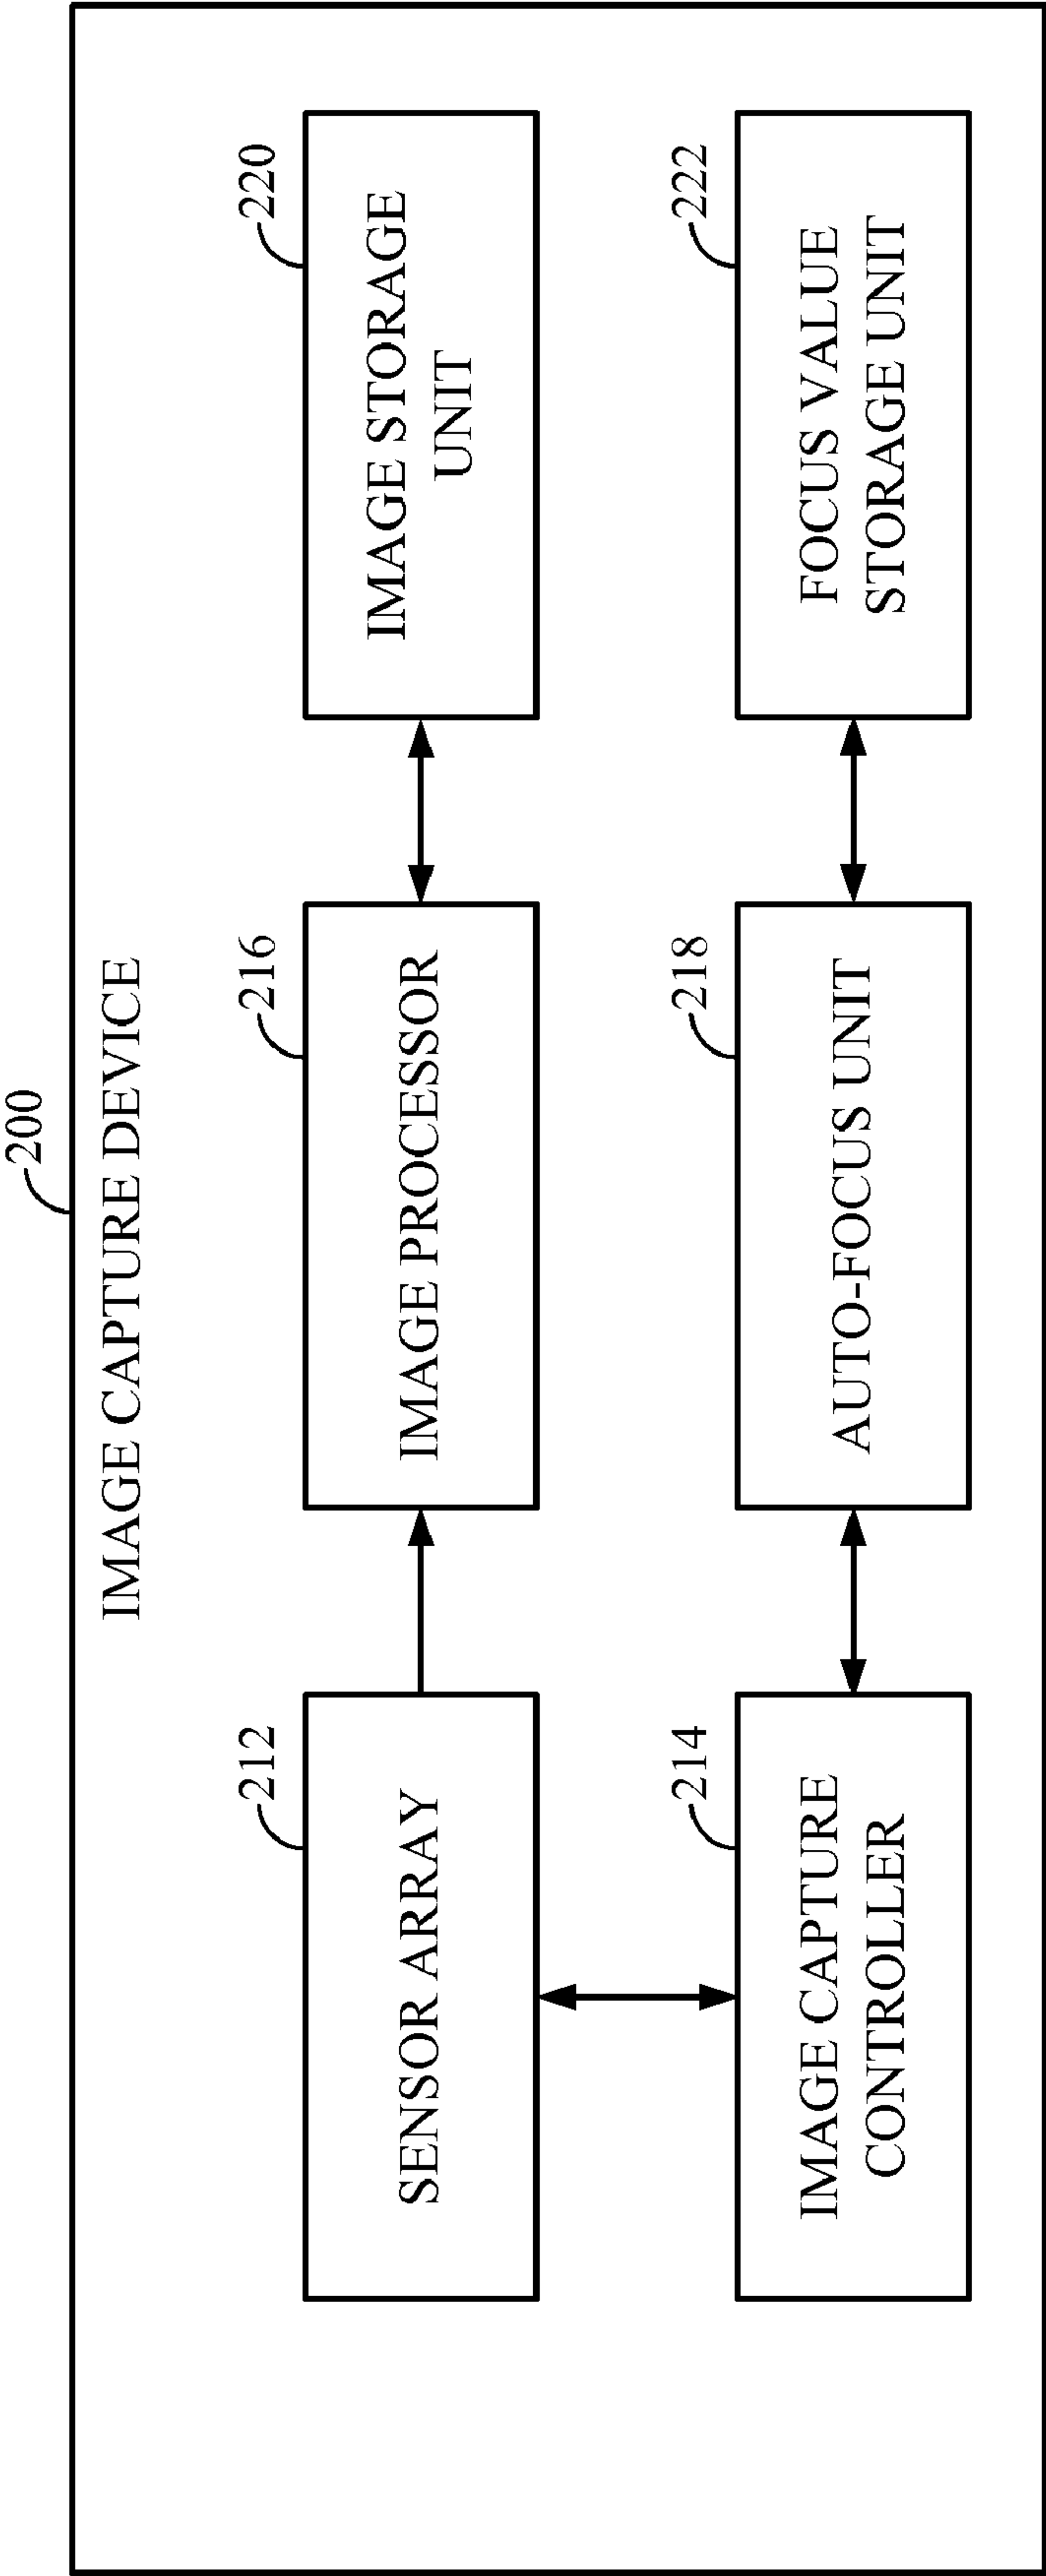 200
IMAGE CAPTURE DEVICE
212
SENSOR ARRAY
216
IMAGE PROCESSOR
220
IMAGE STORAGE
UNIT
214
IMAGE CAPTURE
CONTROLLER
218
AUTO-FOCUS UNIT
222
FOCUS VALUE
STORAGE UNIT